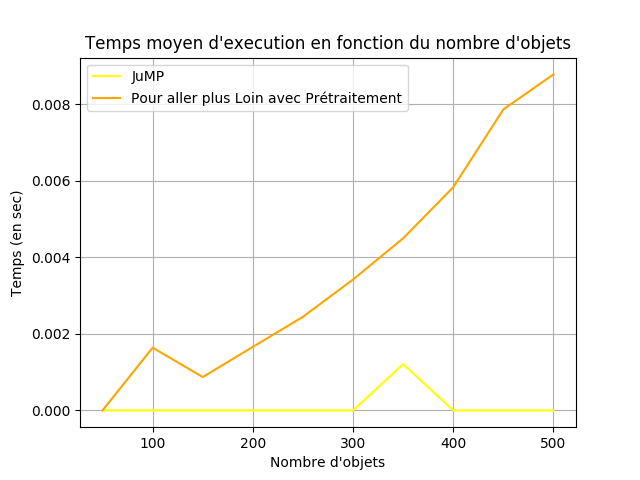 Temps moyen d'execution en fonction du nombre d'objets
JuMP
Pour aller plus Loin avec Prétraitement
0.008
0.006
0.004
0.002
0.000
Temps (en sec)
100 200 300 400 500
Nombre d'objets